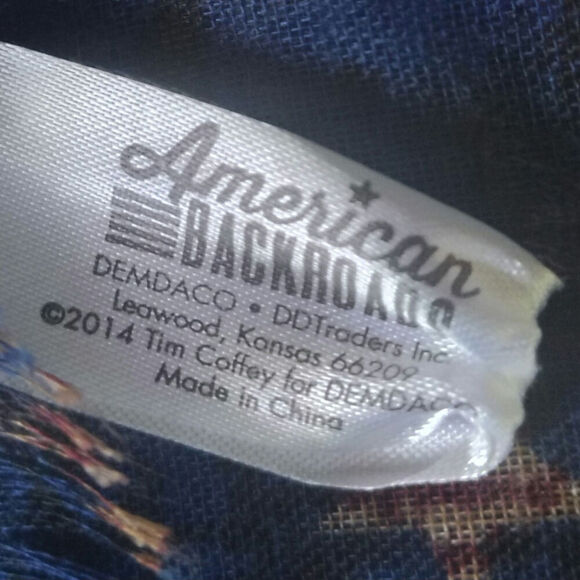 American
BACKROADS
DEMDACO • DDTraders Inc.
Leawood, Kansas 66209
©2014 Tim Coffey for DEMDACO
Made in China